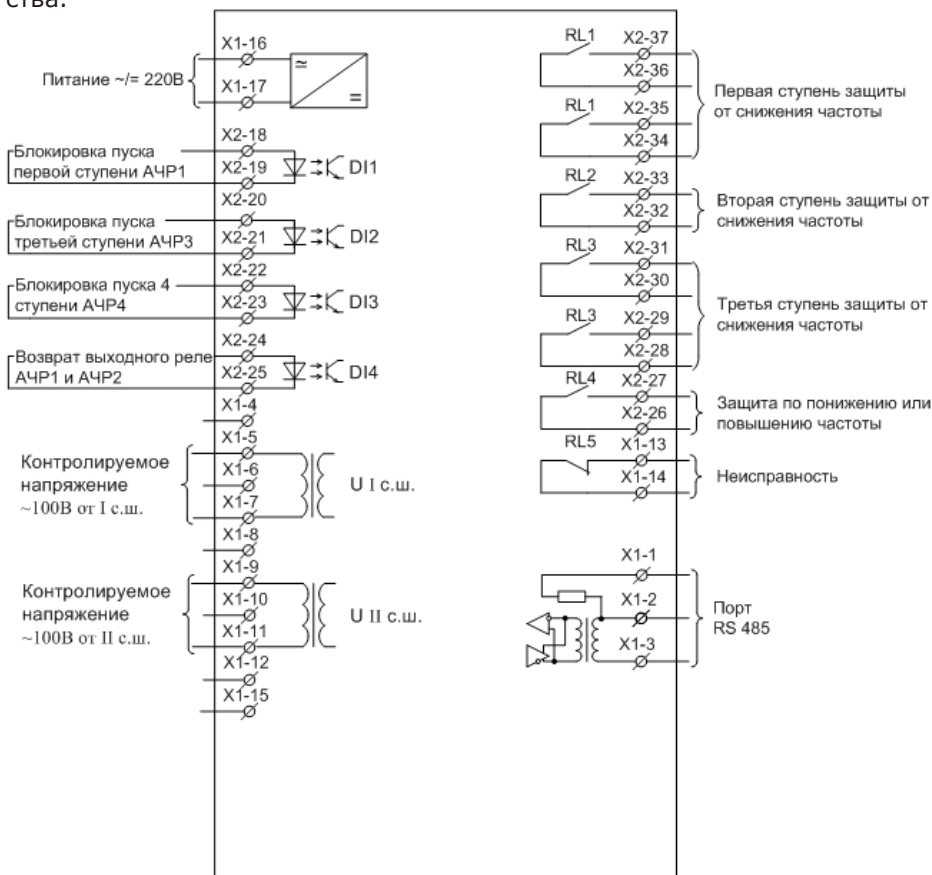 ства.
X1-16
Питание ~/= 220В
X1-17
≃
=
X2-18
Блокировка пуска
первой ступени АЧР1
X2-19
DI1
X2-20
Блокировка пуска
третьей ступени АЧР3
X2-21
DI2
X2-22
Блокировка пуска 4
ступени АЧР4
X2-23
DI3
X2-24
Возврат выходного реле
АЧР1 и АЧР2
X2-25
DI4
X1-4
X1-5
Контролируемое
напряжение
~100В от I с.ш.
X1-6
X1-7
U I с.ш.
X1-8
X1-9
Контролируемое
напряжение
~100В от II с.ш.
X1-10
X1-11
U II с.ш.
X1-12
X1-15
RL1
X2-37
X2-36
RL1
X2-35
X2-34
Первая ступень защиты
от снижения частоты
RL2
X2-33
X2-32
Вторая ступень защиты от
снижения частоты
RL3
X2-31
X2-30
RL3
X2-29
X2-28
Третья ступень защиты от
снижения частоты
RL4
X2-27
X2-26
Защита по понижению или
повышению частоты
RL5
X1-13
X1-14
Неисправность
X1-1
X1-2
X1-3
Порт
RS 485